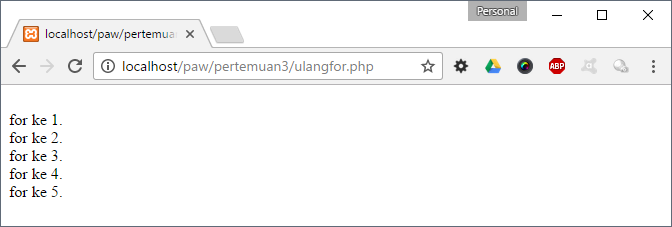 Personal
localhost/paw/pertemua
localhost/paw/pertemuan3/ulangfor.php
ABP
for ke 1.
for ke 2.
for ke 3.
for ke 4.
for ke 5.